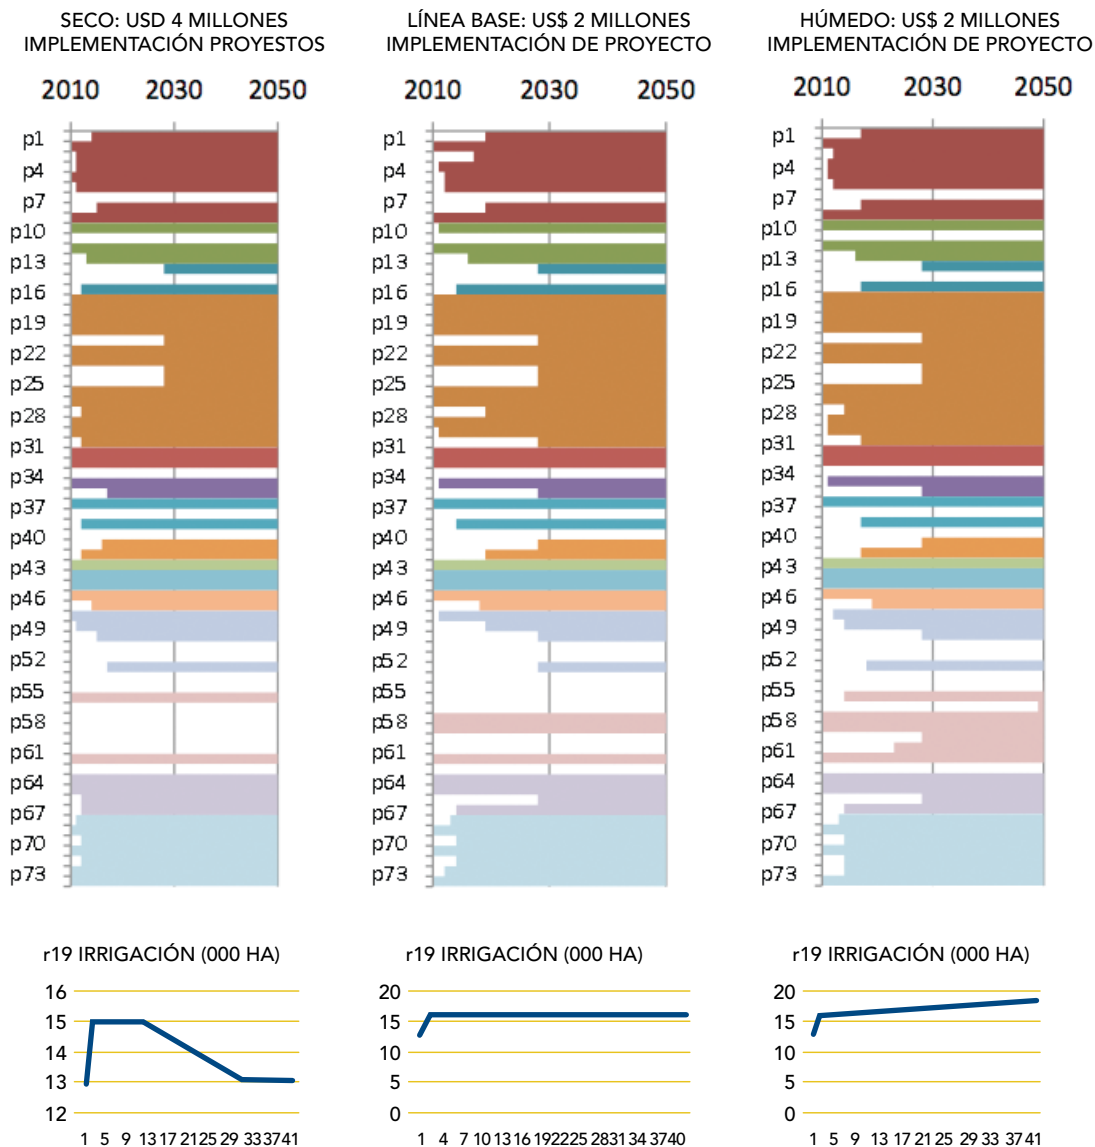 SECO: USD 4 MILLONES
IMPLEMENTACIÓN PROYESTOS
2010 2030 2050
p1
p4
p7
p10
p13
p16
p19
p22
p25
p28
p31
p34
p37
p40
p43
p46
p49
p52
p55
p58
p61
p64
p67
p70
p73
LÍNEA BASE: US$ 2 MILLONES
IMPLEMENTACIÓN DE PROYECTO
2010 2030 2050
p1
p4
p7
p10
p13
p16
p19
p22
p25
p28
p31
p34
p37
p40
p43
p46
p49
p52
p55
p58
p61
p64
p67
p70
p73
HÚMEDO: US$ 2 MILLONES
IMPLEMENTACIÓN DE PROYECTO
2010 2030 2050
p1
p4
p7
p10
p13
p16
p19
p22
p25
p28
p31
p34
p37
p40
p43
p46
p49
p52
p55
p58
p61
p64
p67
p70
p73
r19 IRRIGACIÓN (000 HA)
16
15
14
13
12
1 5 9 13 17 21 25 29 33 37 41
r19 IRRIGACIÓN (000 HA)
20
15
10
5
0
1 4 7 10 13 16 19 22 25 28 31 34 37 40
r19 IRRIGACIÓN (000 HA)
20
15
10
5
0
1 5 9 13 17 21 25 29 33 37 41